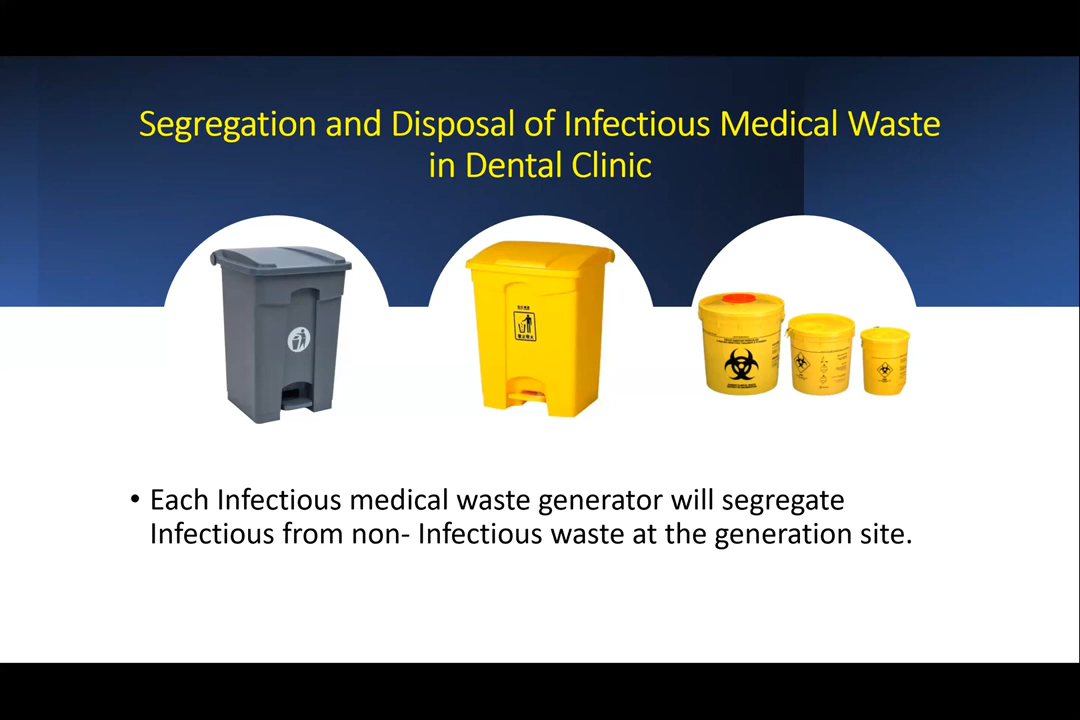 Segregation and Disposal of Infectious Medical Waste
in Dental Clinic
• Each Infectious medical waste generator will segregate
Infectious from non- Infectious waste at the generation site.